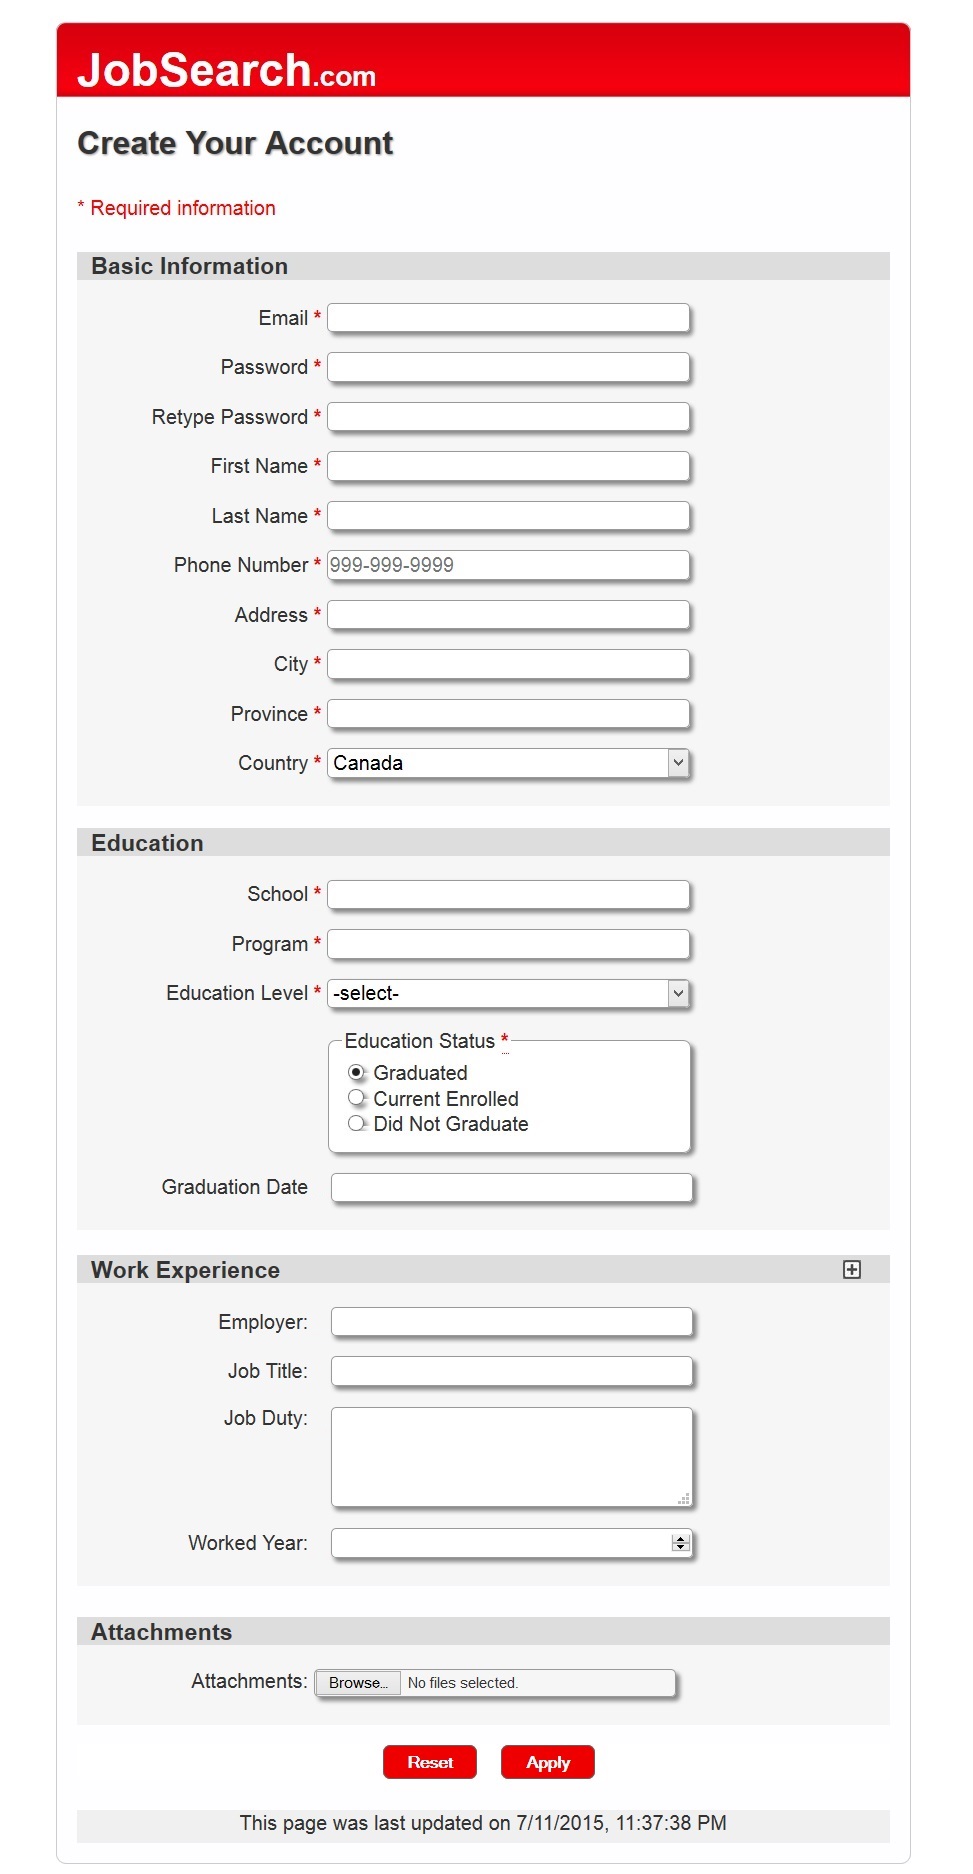 JobSearch.com
Create Your Account
* Required information
Basic Information
Email *
Password *
Retype Password *
First Name *
Last Name *
Phone Number * 999-999-9999
Address *
City *
Province *
Country * Canada
Education
School *
Program *
Education Level * -select-
Education Status *
Graduated
Current Enrolled
Did Not Graduate
Graduation Date
Work Experience
Employer:
Job Title:
Job Duty:
Worked Year:
Attachments
Attachments: Browse... No files selected.
Reset Apply
This page was last updated on 7/11/2015, 11:37:38 PM